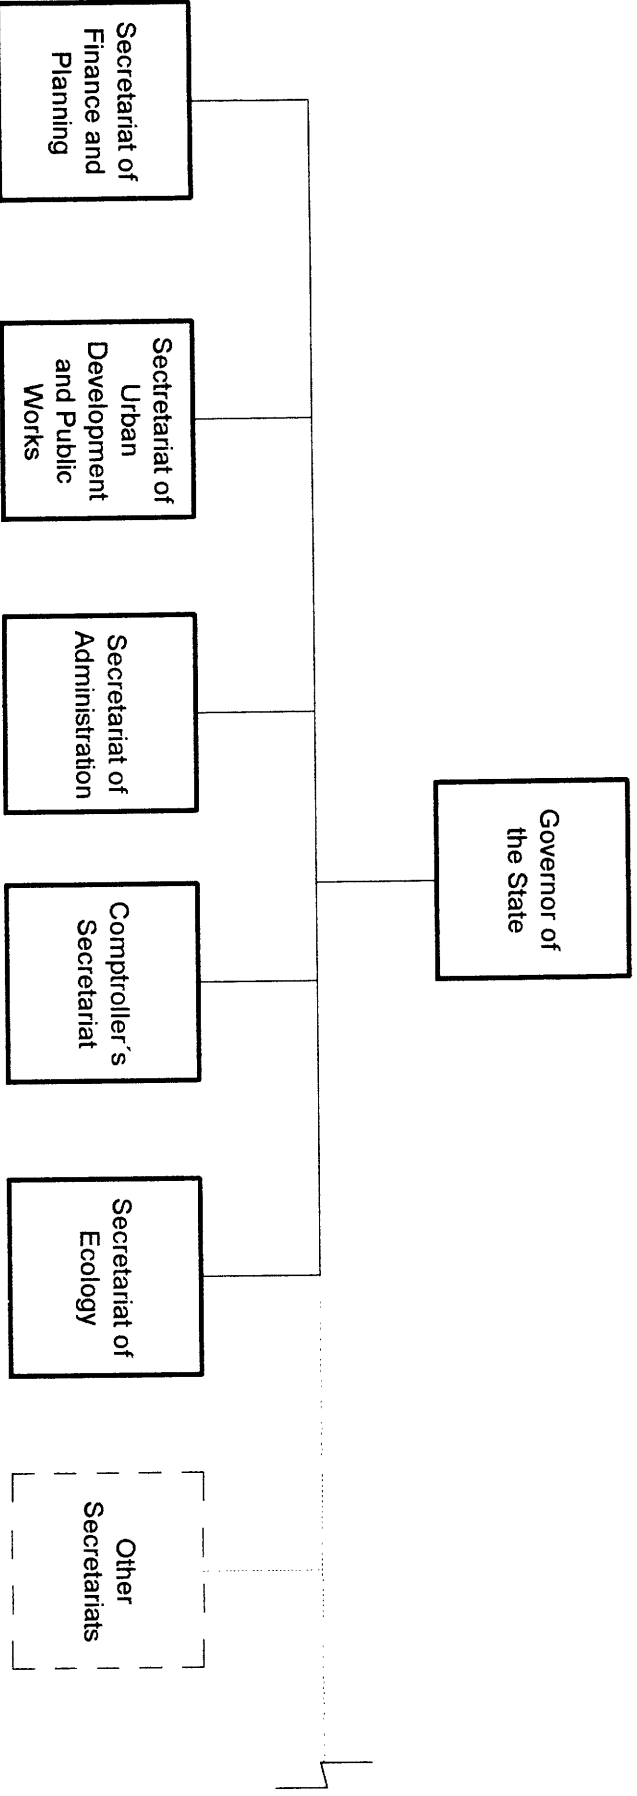 Governor of
the State
Secretariat of
Finance and
Planning
Sectretariat of
Urban
Development
and Public
Works
Secretariat of
Administration
Comptroller´s
Secretariat
Secretariat of
Ecology
Other
Secretariats